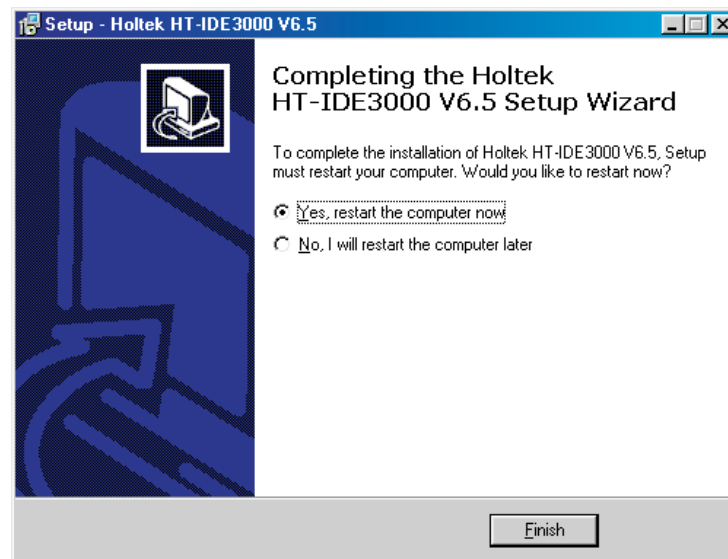 Setup - Holtek HT-IDE3000 V6.5
Completing the Holtek
HT-IDE3000 V6.5 Setup Wizard
To complete the installation of Holtek HT-IDE3000 V6.5, Setup
must restart your computer. Would you like to restart now?
Yes, restart the computer now
No, I will restart the computer later
Finish